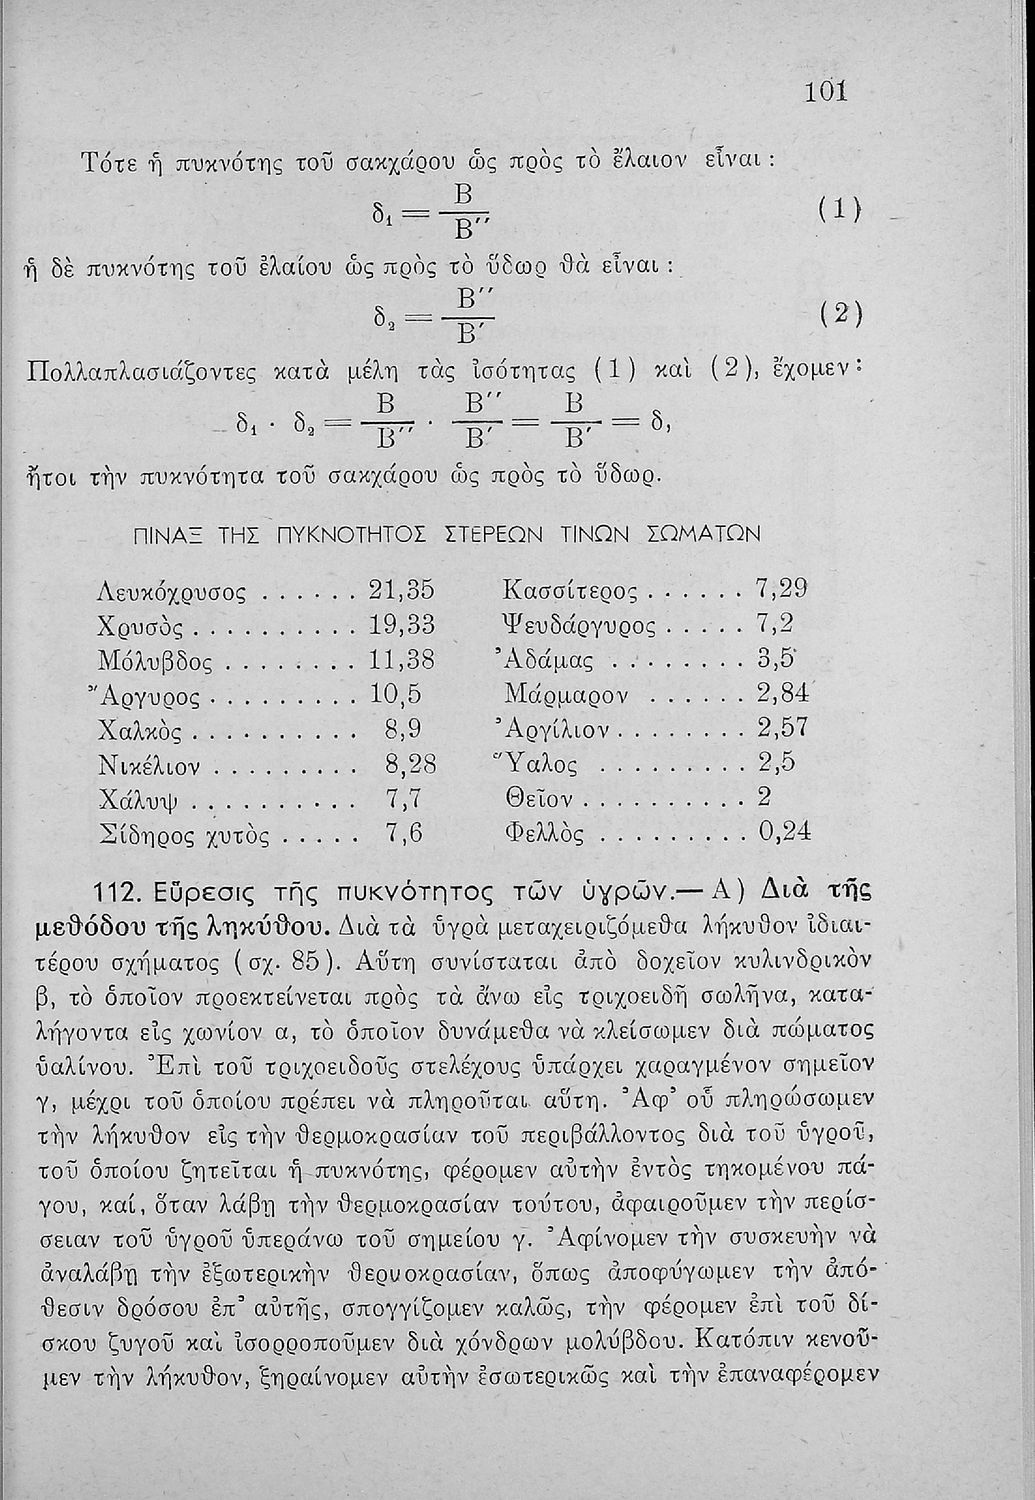 101
Τότε ἡ πυκνότης τοῦ σακχάρου ὡς πρὸς τὸ ἔλαιον εἶναι :
δ₁ = Β / Β'' (1)
ἡ δὲ πυκνότης τοῦ ἐλαίου ὡς πρὸς τὸ ὕδωρ θὰ εἶναι :
δ₂ = Β'' / Β' (2)
Πολλαπλασιάζοντες κατὰ μέλη τὰς ἰσότητας (1) καὶ (2), ἔχομεν :
δ₁ · δ₂ = Β / Β'' · Β'' / Β' = Β / Β' = δ,
ἤτοι τὴν πυκνότητα τοῦ σακχάρου ὡς πρὸς τὸ ὕδωρ.
ΠΙΝΑΞ ΤΗΣ ΠΥΚΝΟΤΗΤΟΣ ΣΤΕΡΕΩΝ ΤΙΝΩΝ ΣΩΜΑΤΩΝ
Λευκόχρυσος . . . . . . 21,35 Κασσίτερος . . . . . . 7,29
Χρυσὸς . . . . . . . . . . 19,33 Ψευδάργυρος . . . . . 7,2
Μόλυβδος . . . . . . . . 11,38 Ἀδάμας . . . . . . . . 3,5
Ἄργυρος . . . . . . . . . 10,5 Μάρμαρον . . . . . . 2,84
Χαλκὸς . . . . . . . . . . 8,9 Ἀργίλιον . . . . . . . . 2,57
Νικέλιον . . . . . . . . . 8,28 Ὕαλος . . . . . . . . . 2,5
Χάλυψ . . . . . . . . . . 7,7 Θεῖον . . . . . . . . . . 2
Σίδηρος χυτὸς . . . . . 7,6 Φελλὸς . . . . . . . . . 0,24
112. Εὕρεσις τῆς πυκνότητος τῶν ὑγρῶν.— Α) Διὰ τῆς
μεθόδου τῆς ληκύθου. Διὰ τὰ ὑγρὰ μεταχειριζόμεθα λήκυθον ἰδιαι-
τέρου σχήματος (σχ. 85). Αὕτη συνίσταται ἀπὸ δοχεῖον κυλινδρικὸν
β, τὸ ὁποῖον προεκτείνεται πρὸς τὰ ἄνω εἰς τριχοειδῆ σωλῆνα, κατα-
λήγοντα εἰς χωνίον α, τὸ ὁποῖον δυνάμεθα νὰ κλείσωμεν διὰ πώματος
ὑαλίνου. Ἐπὶ τοῦ τριχοειδοῦς στελέχους ὑπάρχει χαραγμένον σημεῖον
γ, μέχρι τοῦ ὁποίου πρέπει νὰ πληροῦται αὕτη. Ἀφ' οὗ πληρώσωμεν
τὴν λήκυθον εἰς τὴν θερμοκρασίαν τοῦ περιβάλλοντος διὰ τοῦ ὑγροῦ,
τοῦ ὁποίου ζητεῖται ἡ πυκνότης, φέρομεν αὐτὴν ἐντὸς τηκομένου πά-
γου, καί, ὅταν λάβῃ τὴν θερμοκρασίαν τούτου, ἀφαιροῦμεν τὴν περίσ-
σειαν τοῦ ὑγροῦ ὑπεράνω τοῦ σημείου γ. Ἀφίνομεν τὴν συσκευὴν νὰ
ἀναλάβῃ τὴν ἐξωτερικὴν θερμοκρασίαν, ὅπως ἀποφύγωμεν τὴν ἀπό-
θεσιν δρόσου ἐπ' αὐτῆς, σπογγίζομεν καλῶς, τὴν φέρομεν ἐπὶ τοῦ δί-
σκου ζυγοῦ καὶ ἰσορροποῦμεν διὰ χόνδρων μολύβδου. Κατόπιν κενοῦ-
μεν τὴν λήκυθον, ξηραίνομεν αὐτὴν ἐσωτερικῶς καὶ τὴν ἐπαναφέρομεν